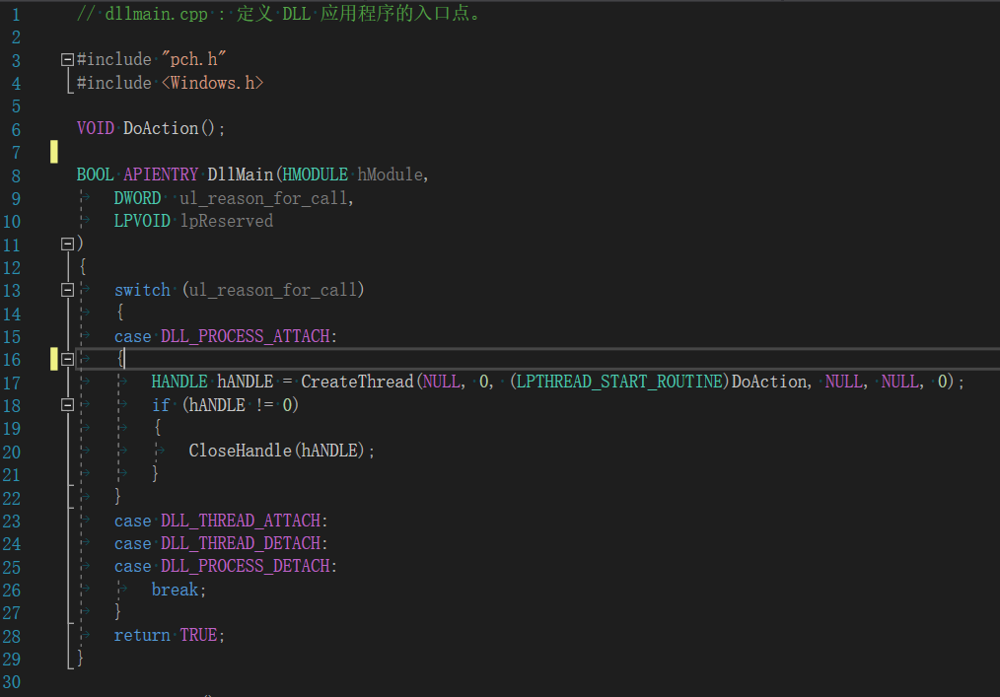 1 // dllmain.cpp : 定义 DLL 应用程序的入口点。
2
3 #include "pch.h"
4 #include <Windows.h>
5
6 VOID DoAction();
7
8 BOOL APIENTRY DllMain(HMODULE hModule,
9 DWORD  ul_reason_for_call,
10 LPVOID lpReserved
11 )
12 {
13 switch (ul_reason_for_call)
14 {
15 case DLL_PROCESS_ATTACH:
16 {
17 HANDLE hANDLE = CreateThread(NULL, 0, (LPTHREAD_START_ROUTINE)DoAction, NULL, NULL, 0);
18 if (hANDLE != 0)
19 {
20 CloseHandle(hANDLE);
21 }
22 }
23 case DLL_THREAD_ATTACH:
24 case DLL_THREAD_DETACH:
25 case DLL_PROCESS_DETACH:
26 break;
27 }
28 return TRUE;
29 }
30